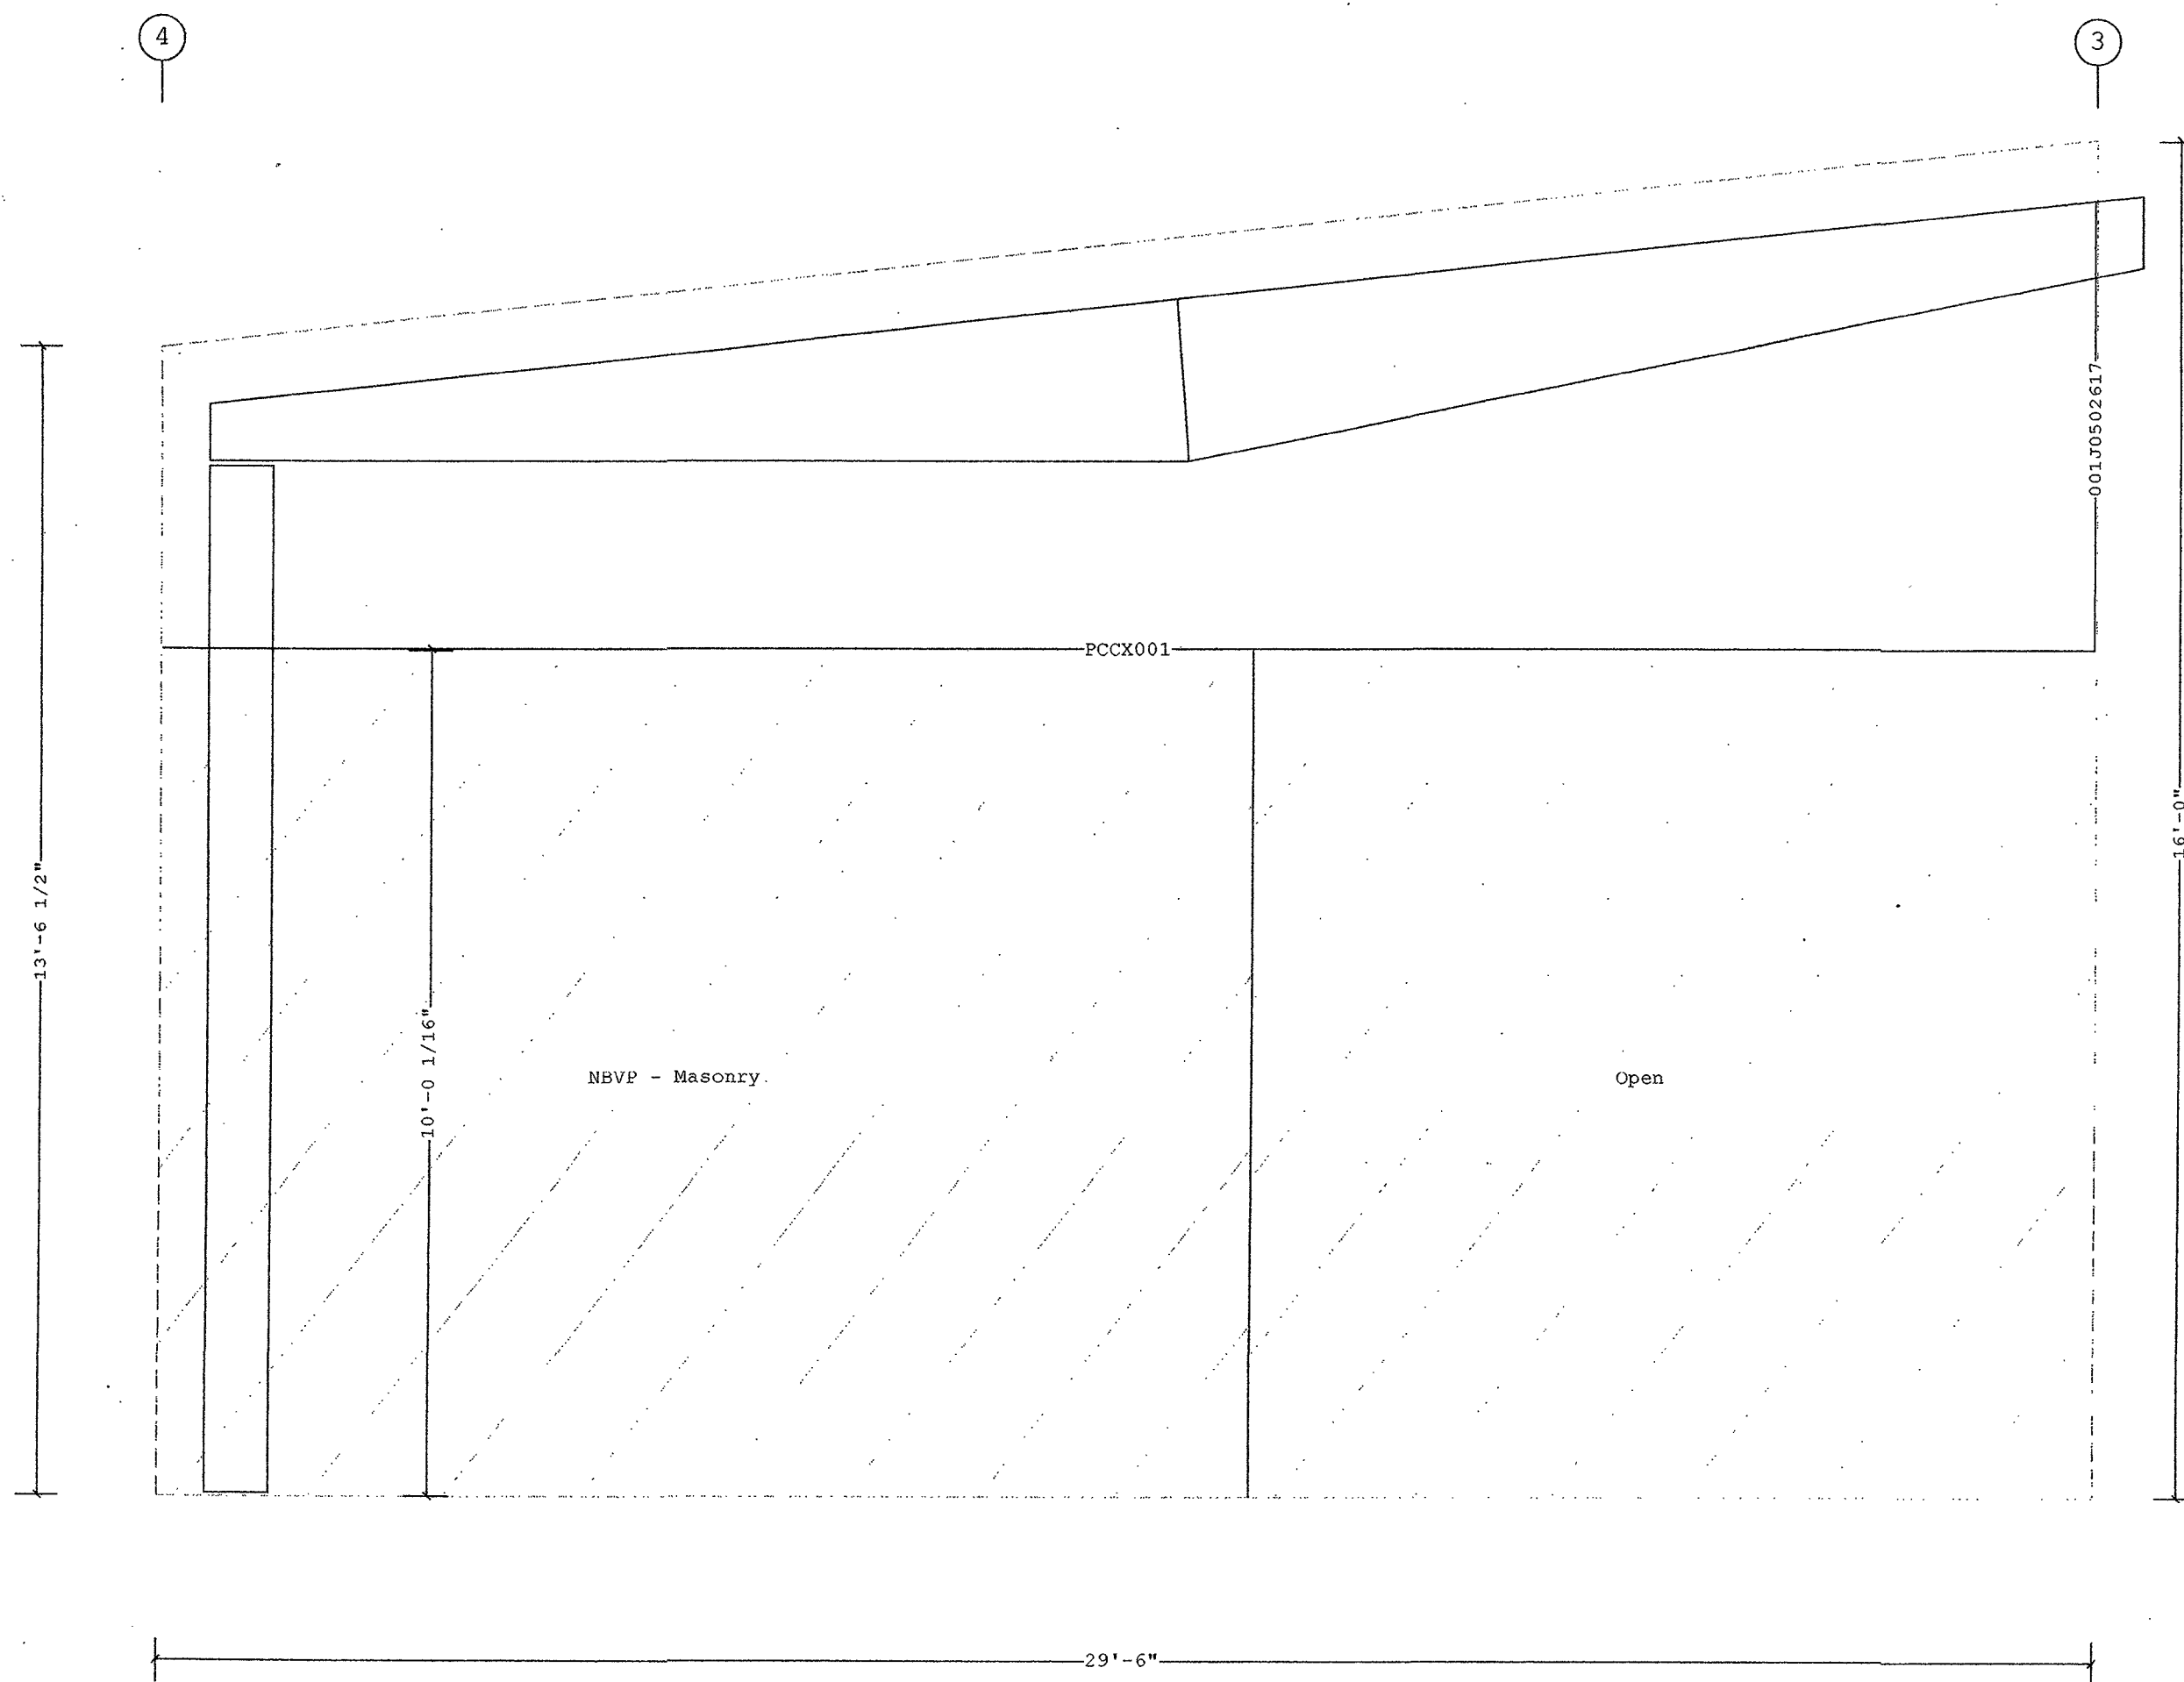 4
3
001J0502617
PCCX001
16'-0"
13'-6 1/2"
10'-0 1/16"
NBVP - Masonry
Open
29'-6"